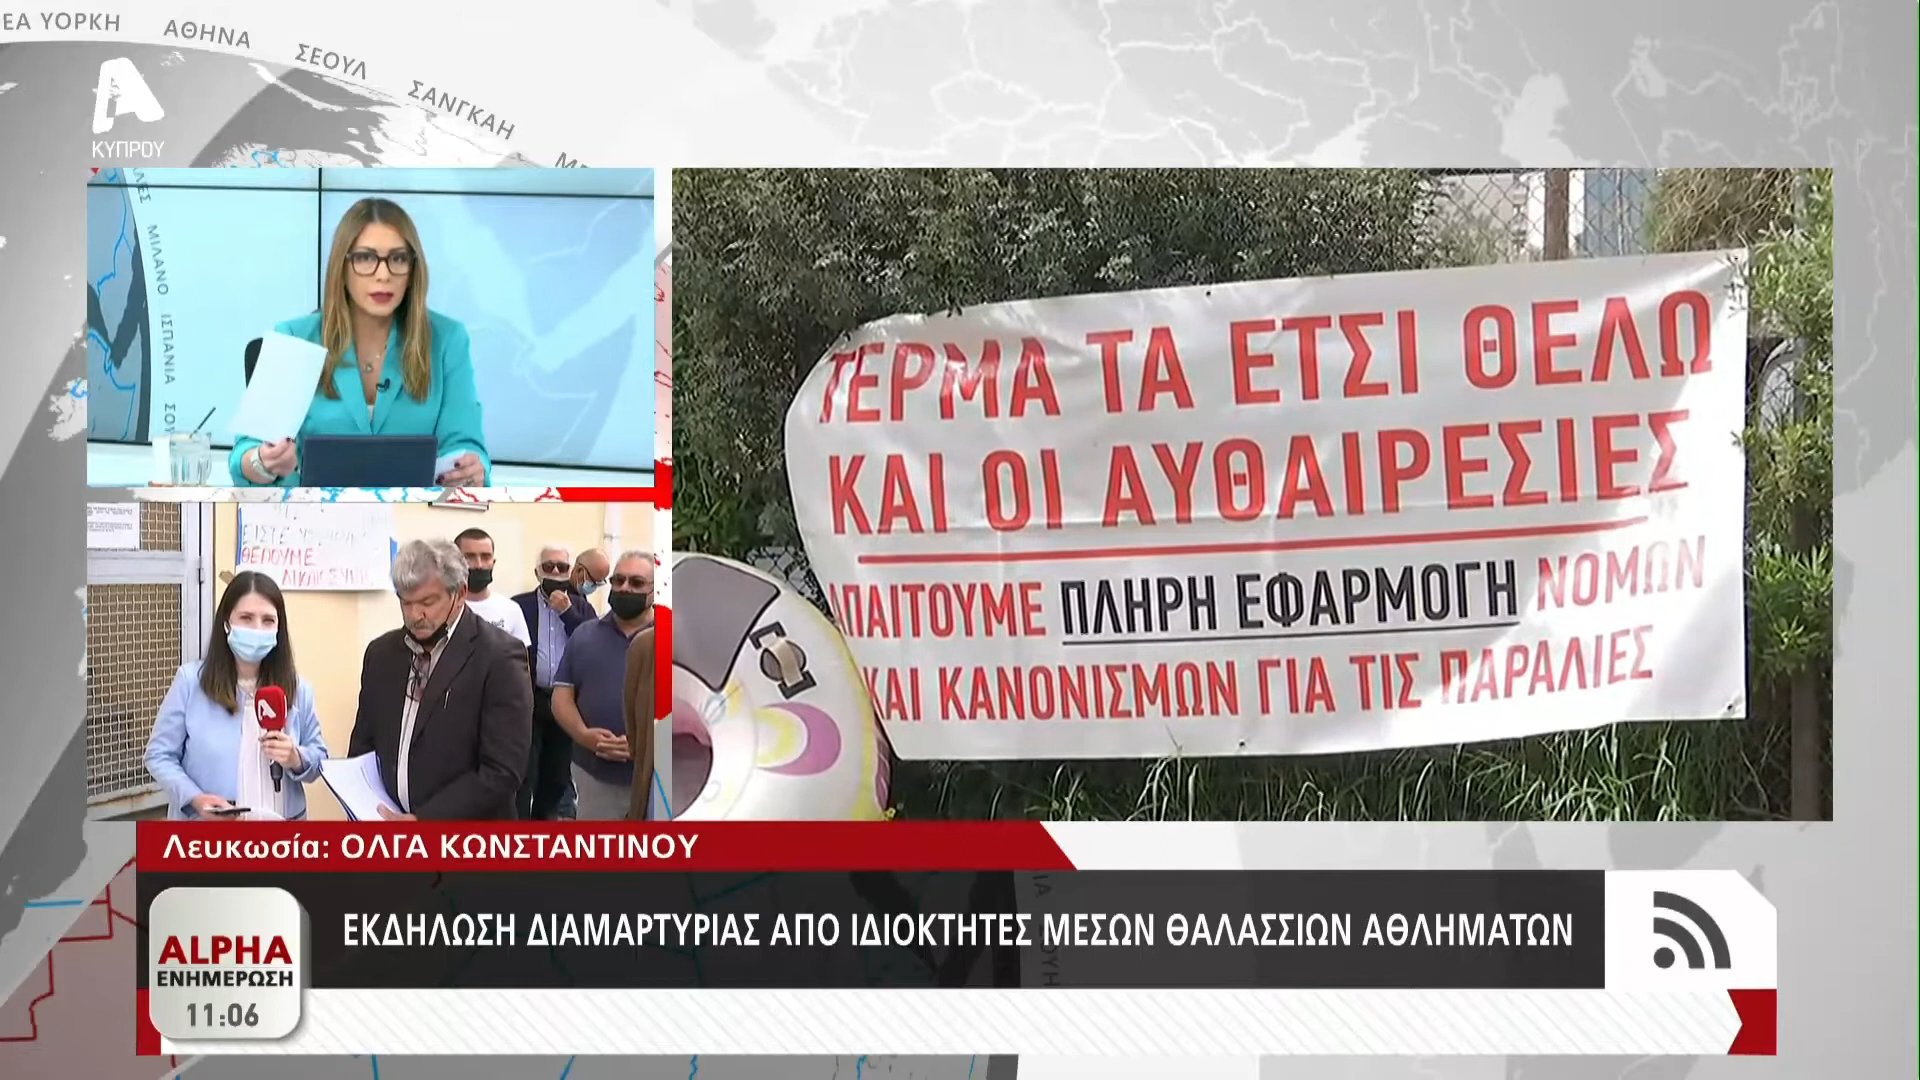 ΕΑ ΥΟΡΚΗ ΑΘΗΝΑ ΣΕΟΥΛ ΣΑΝΓΚΑΗ
ΚΥΠΡΟΥ
ΜΙΛΑΝΟ ΙΣΠΑΝΙΑ
ΤΕΡΜΑ ΤΑ ΕΤΣΙ ΘΕΛΩ
ΚΑΙ ΟΙ ΑΥΘΑΙΡΕΣΙΕΣ
ΑΠΑΙΤΟΥΜΕ ΠΛΗΡΗ ΕΦΑΡΜΟΓΗ ΝΟΜΩΝ
ΚΑΙ ΚΑΝΟΝΙΣΜΩΝ ΓΙΑ ΤΙΣ ΠΑΡΑΛΙΕΣ
ΕΙΣΤΕ
ΘΕΛΟΥΜΕ
Λευκωσία: ΟΛΓΑ ΚΩΝΣΤΑΝΤΙΝΟΥ
ΕΚΔΗΛΩΣΗ ΔΙΑΜΑΡΤΥΡΙΑΣ ΑΠΟ ΙΔΙΟΚΤΗΤΕΣ ΜΕΣΩΝ ΘΑΛΑΣΣΙΩΝ ΑΘΛΗΜΑΤΩΝ
ALPHA
ΕΝΗΜΕΡΩΣΗ
11:06